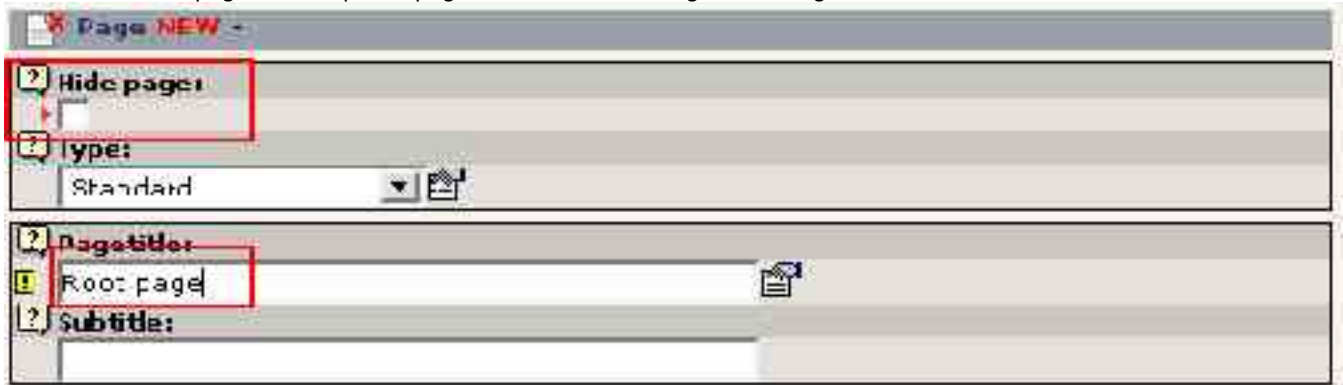 Page NEW -
Hide page:
Type:
Standard
Pagetitle:
Root page
Subtitle: